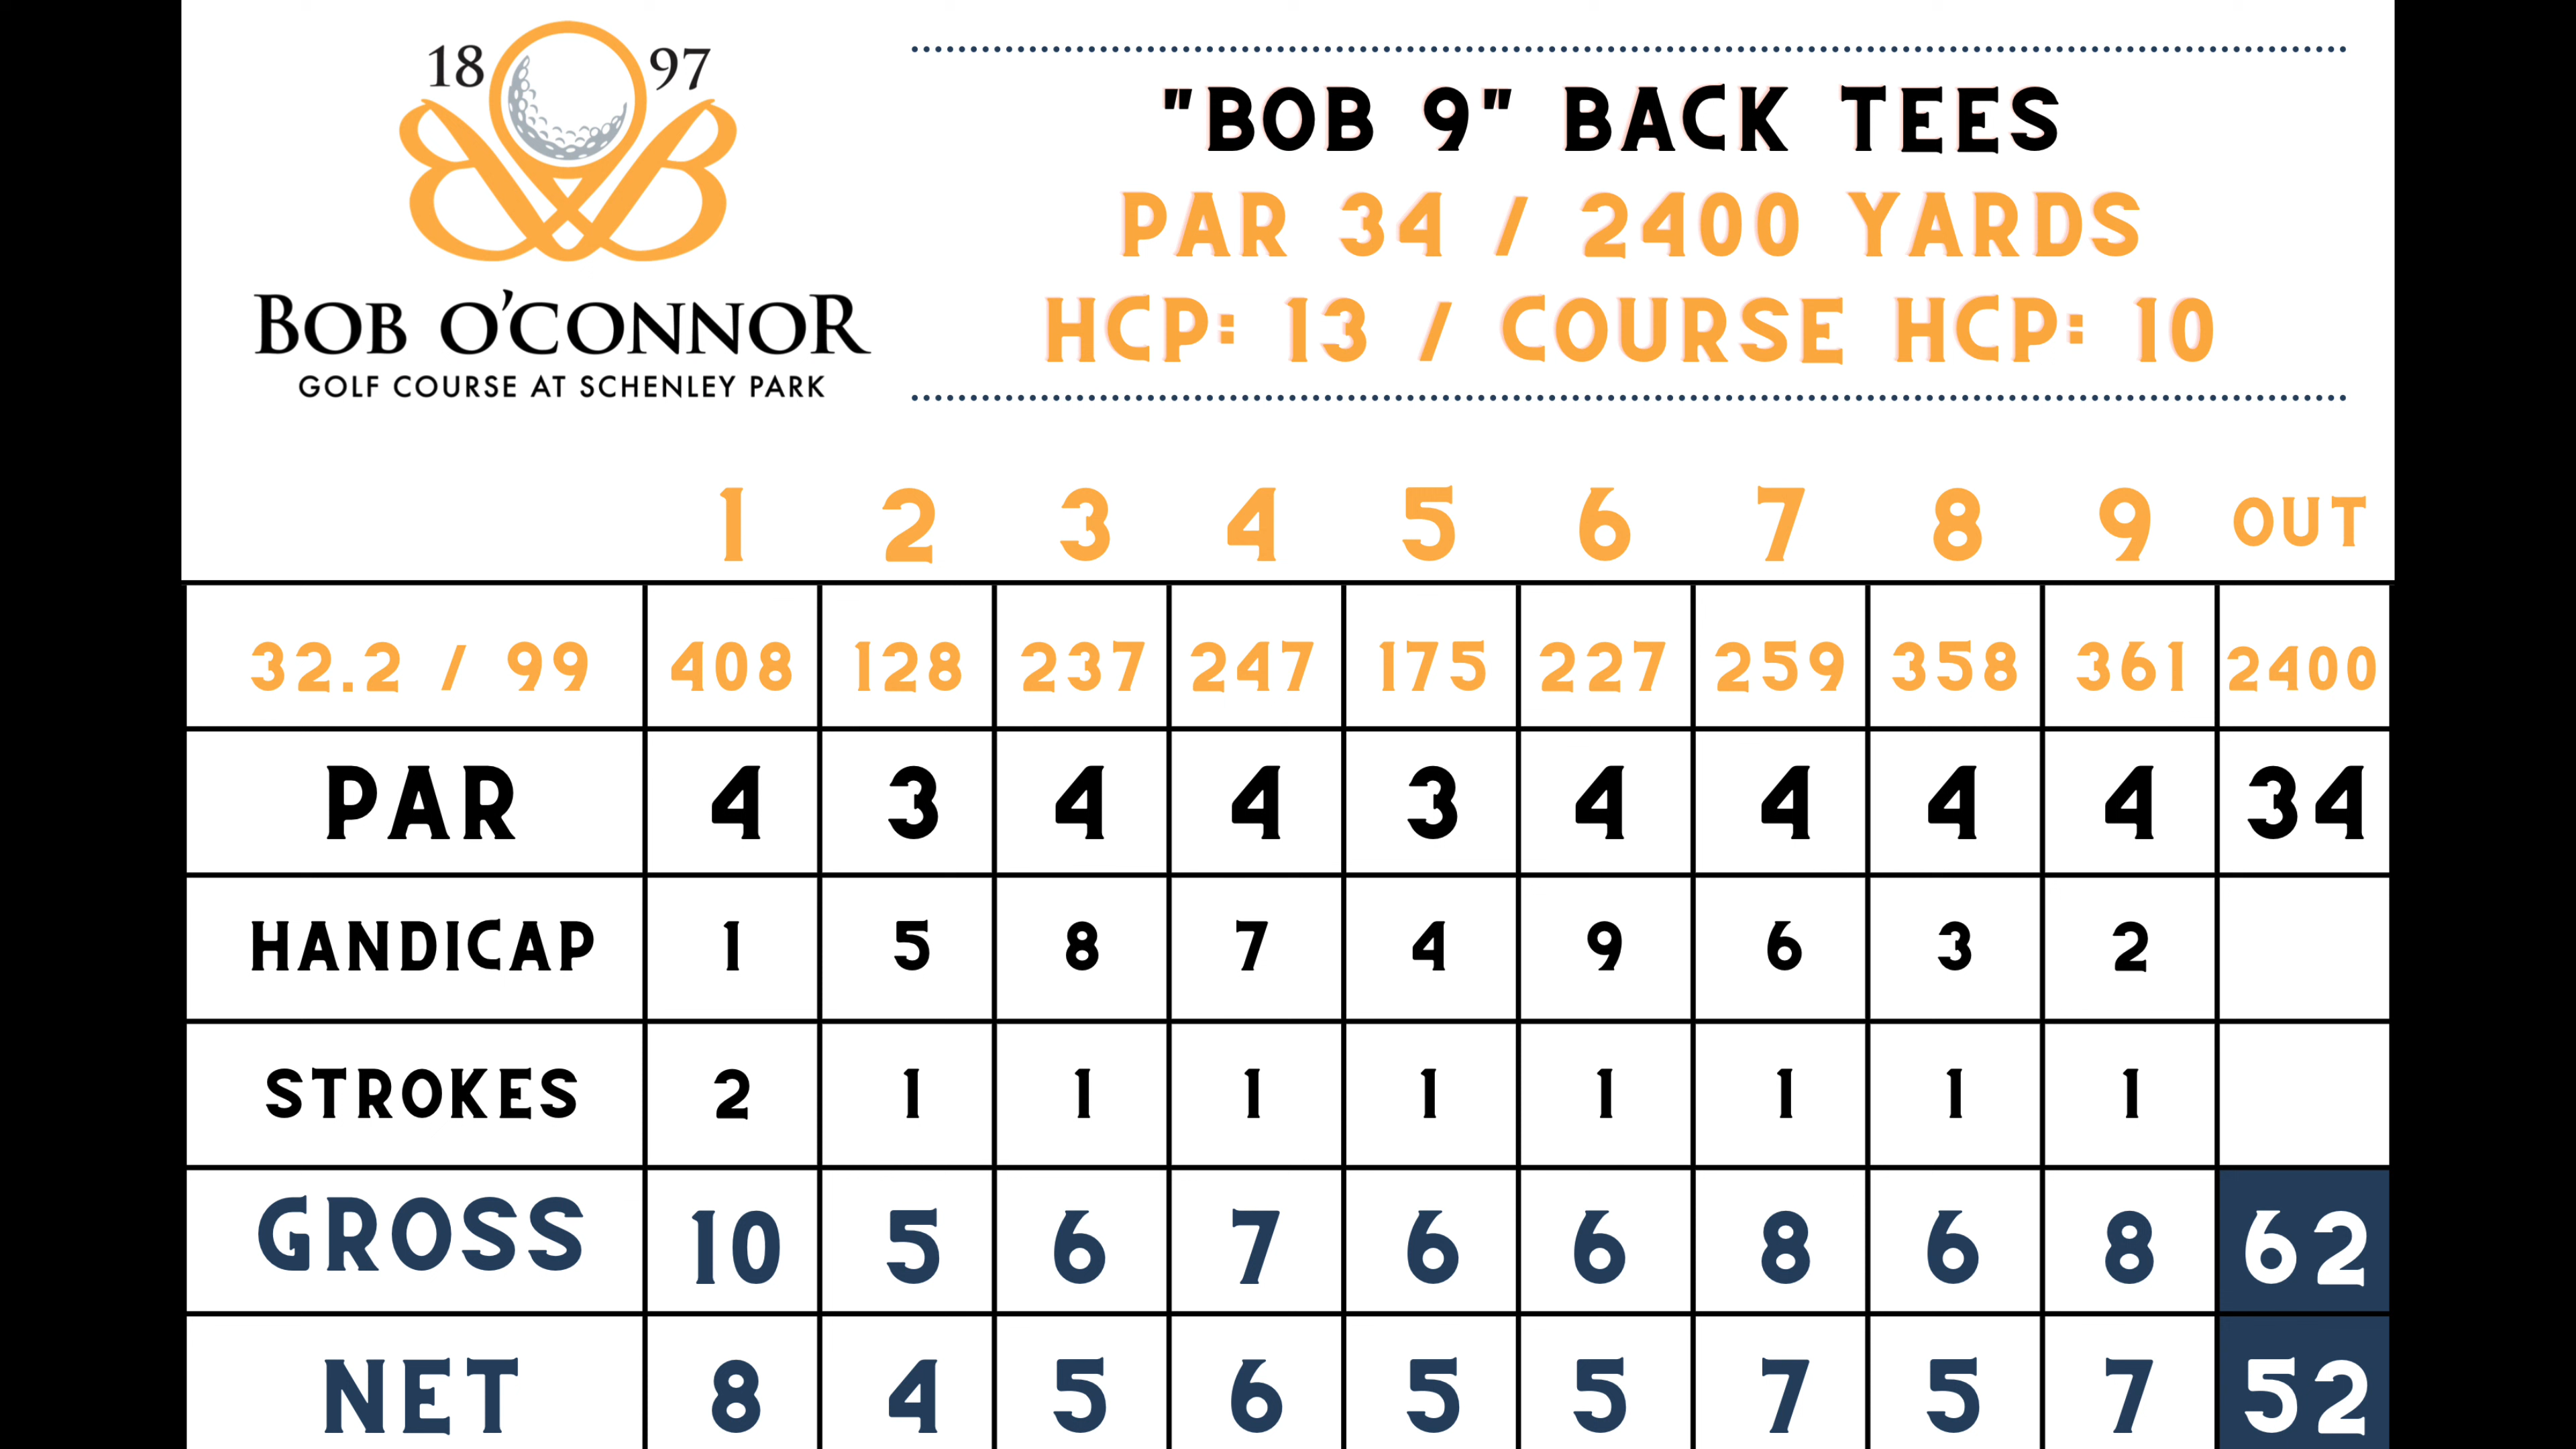 18 97
BOB O'CONNOR
GOLF COURSE AT SCHENLEY PARK
"BOB 9" BACK TEES
PAR 34 / 2400 YARDS
HCP: 13 / COURSE HCP: 10
1 2 3 4 5 6 7 8 9 OUT
32.2 / 99 408 128 237 247 175 227 259 358 361 2400
PAR 4 3 4 4 3 4 4 4 4 34
HANDICAP 1 5 8 7 4 9 6 3 2
STROKES 2 1 1 1 1 1 1 1 1
GROSS 10 5 6 7 6 6 8 6 8 62
NET 8 4 5 6 5 5 7 5 7 52